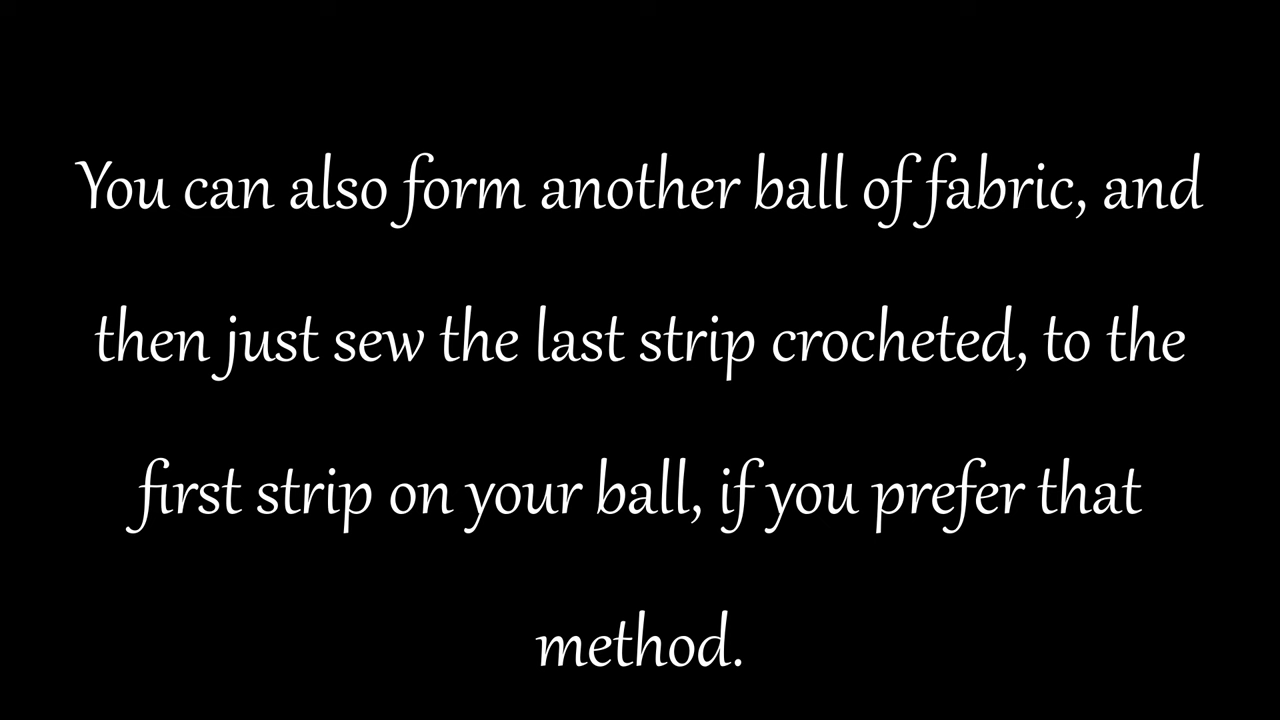 You can also form another ball of fabric, and
then just sew the last strip crocheted, to the
first strip on your ball, if you prefer that
method.